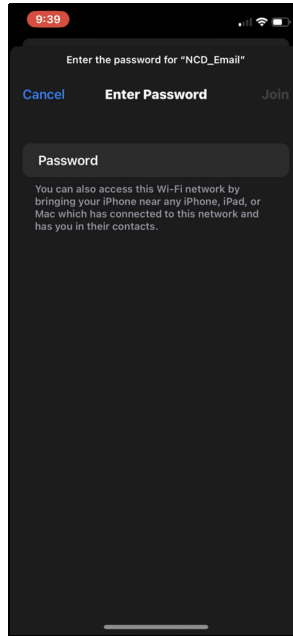 9:39
Enter the password for “NCD_Email”
Cancel Enter Password Join
Password
You can also access this Wi-Fi network by
bringing your iPhone near any iPhone, iPad, or
Mac which has connected to this network and
has you in their contacts.